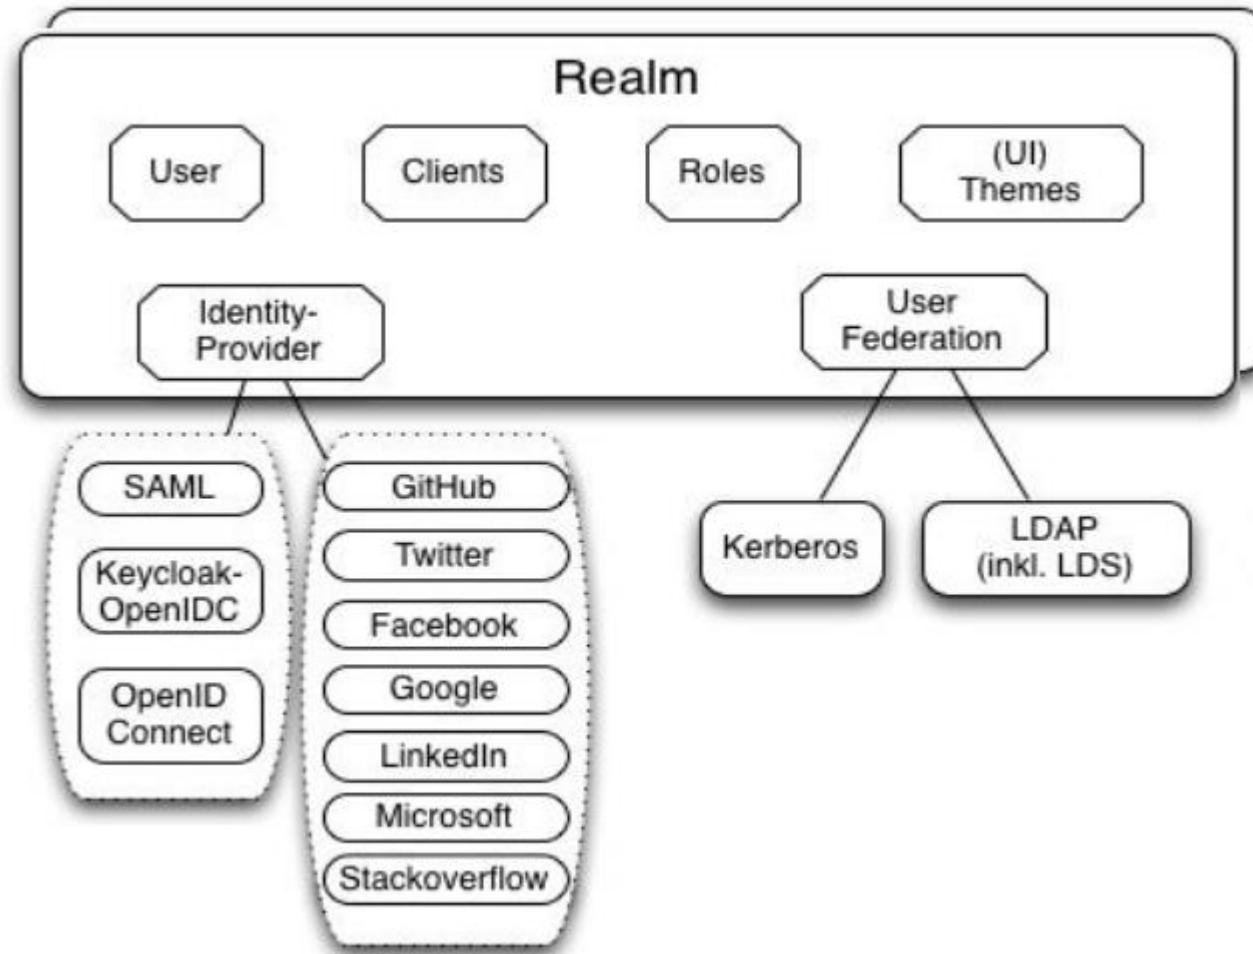 Realm
User
Clients
Roles
(UI)
Themes
Identity-
Provider
User
Federation
SAML
Keycloak-
OpenIDC
OpenID
Connect
GitHub
Twitter
Facebook
Google
LinkedIn
Microsoft
Stackoverflow
Kerberos
LDAP
(inkl. LDS)